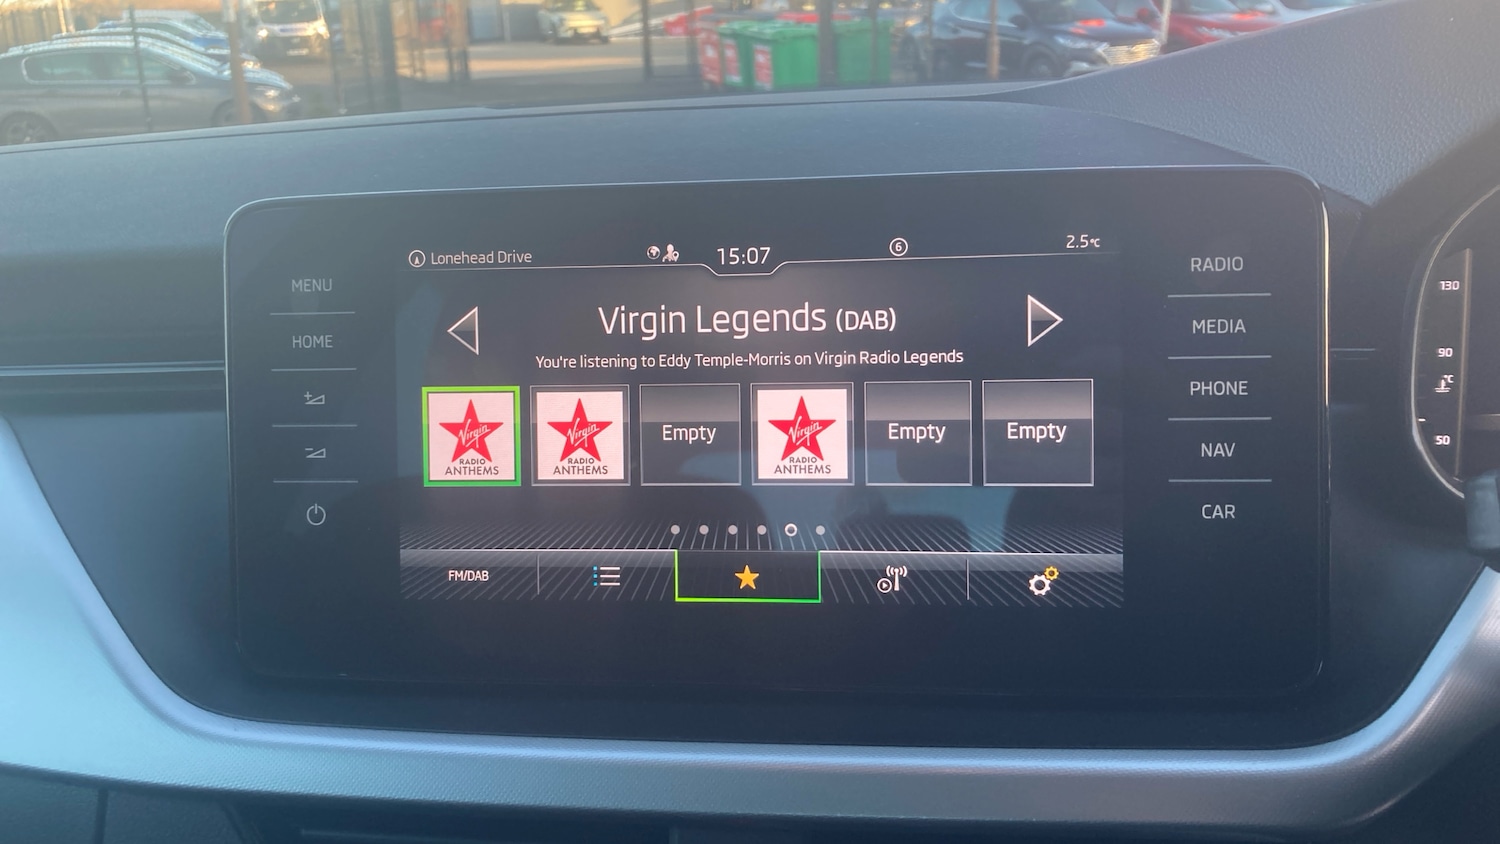 Lonehead Drive
15:07
6
2.5°C
MENU
HOME
RADIO
MEDIA
PHONE
NAV
CAR
Virgin Legends (DAB)
You're listening to Eddy Temple-Morris on Virgin Radio Legends
Virgin
RADIO
ANTHEMS
Virgin
RADIO
ANTHEMS
Empty
Virgin
RADIO
ANTHEMS
Empty
Empty
FM/DAB
130
90
°C
50